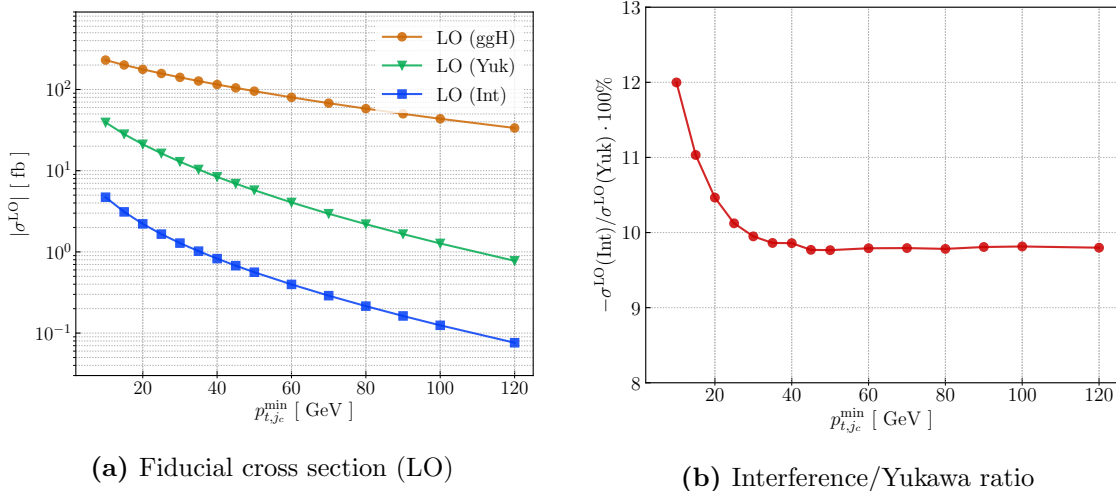 LO (ggH)
LO (Yuk)
LO (Int)
|σ^LO| [ fb ]
10^2
10^1
10^0
10^−1
20 40 60 80 100 120
p_{t,j_c}^{min} [ GeV ]
(a) Fiducial cross section (LO)
−σ^LO(Int)/σ^LO(Yuk) · 100%
13
12
11
10
9
8
20 40 60 80 100 120
p_{t,j_c}^{min} [ GeV ]
(b) Interference/Yukawa ratio